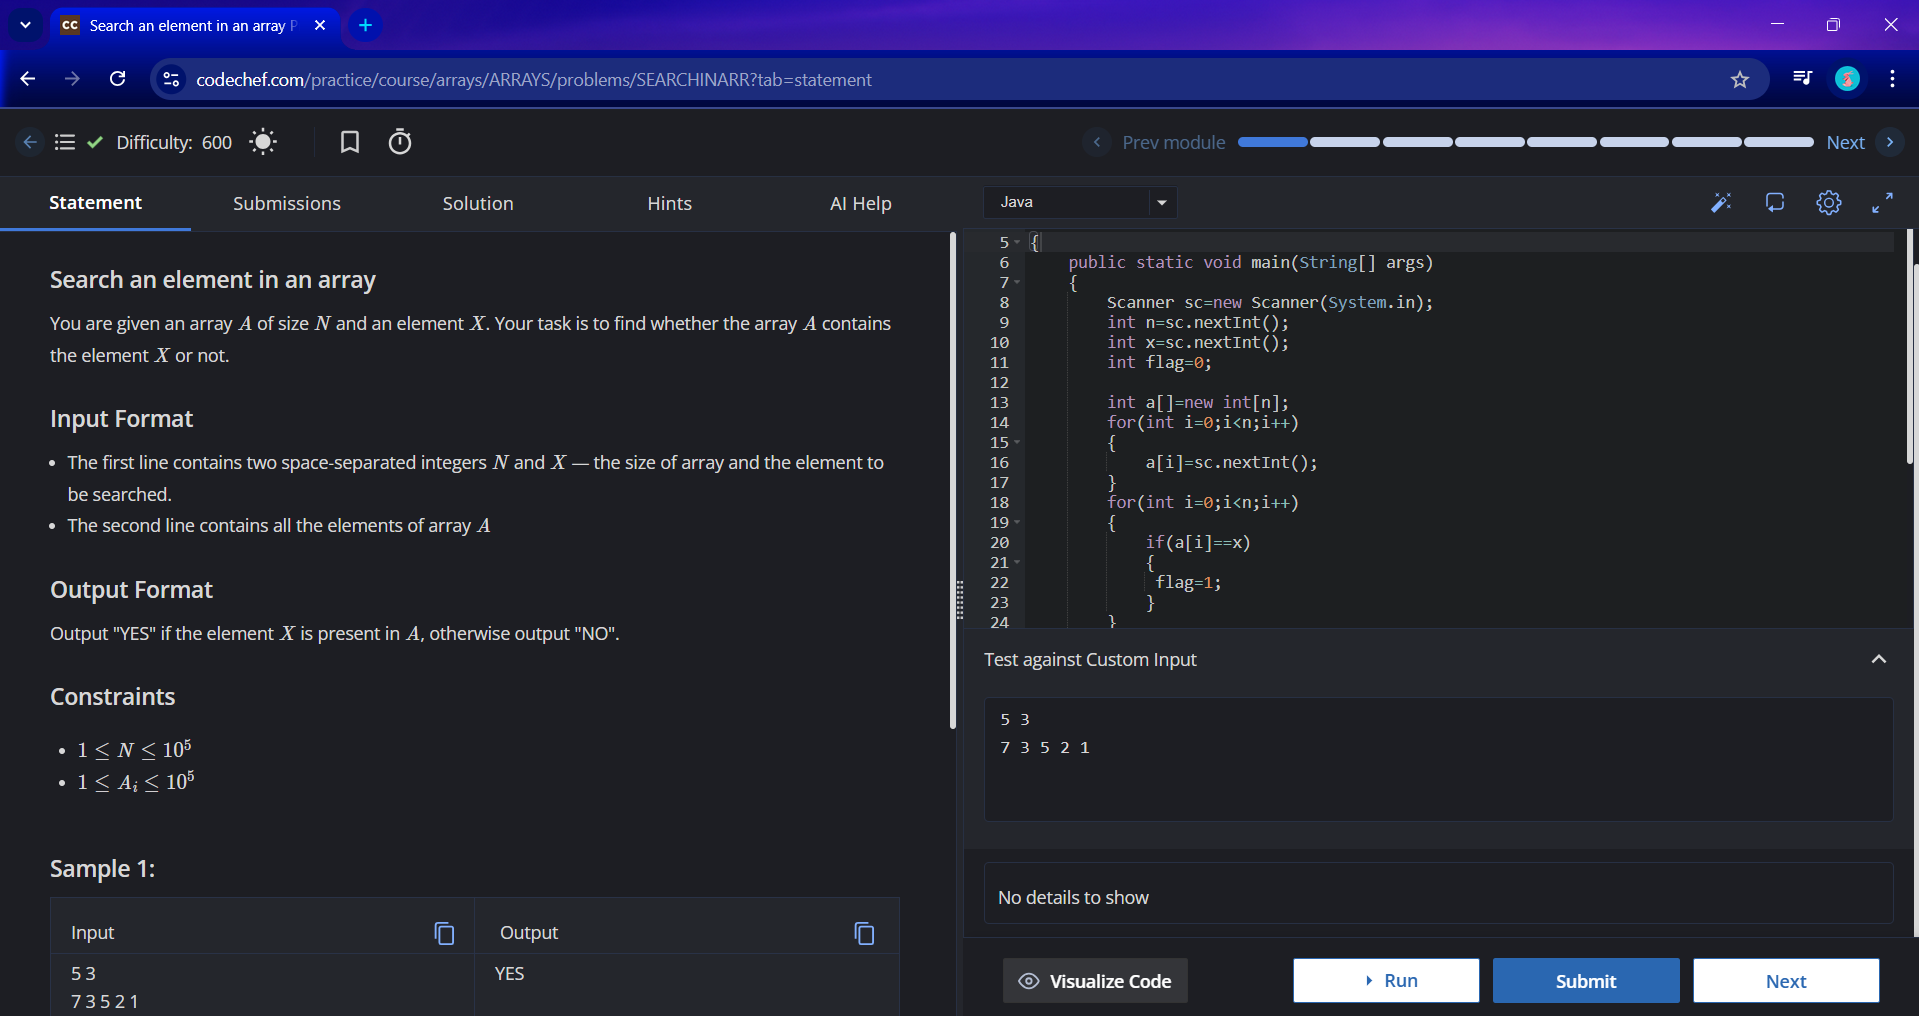 CC Search an element in an array P
codechef.com/practice/course/arrays/ARRAYS/problems/SEARCHINARR?tab=statement
Difficulty: 600
Prev module
Next
Statement
Submissions
Solution
Hints
AI Help
Search an element in an array
You are given an array A of size N and an element X. Your task is to find whether the array A contains
the element X or not.
Input Format
• The first line contains two space-separated integers N and X — the size of array and the element to
be searched.
• The second line contains all the elements of array A
Output Format
Output "YES" if the element X is present in A, otherwise output "NO".
Constraints
• 1 ≤ N ≤ 10⁵
• 1 ≤ Aᵢ ≤ 10⁵
Sample 1:
Input
Output
5 3
7 3 5 2 1
YES
Java
5 {
6 public static void main(String[] args)
7 {
8 Scanner sc=new Scanner(System.in);
9 int n=sc.nextInt();
10 int x=sc.nextInt();
11 int flag=0;
12
13 int a[]=new int[n];
14 for(int i=0;i<n;i++)
15 {
16 a[i]=sc.nextInt();
17 }
18 for(int i=0;i<n;i++)
19 {
20 if(a[i]==x)
21 {
22 flag=1;
23 }
24 }
Test against Custom Input
5 3
7 3 5 2 1
No details to show
Visualize Code
Run
Submit
Next